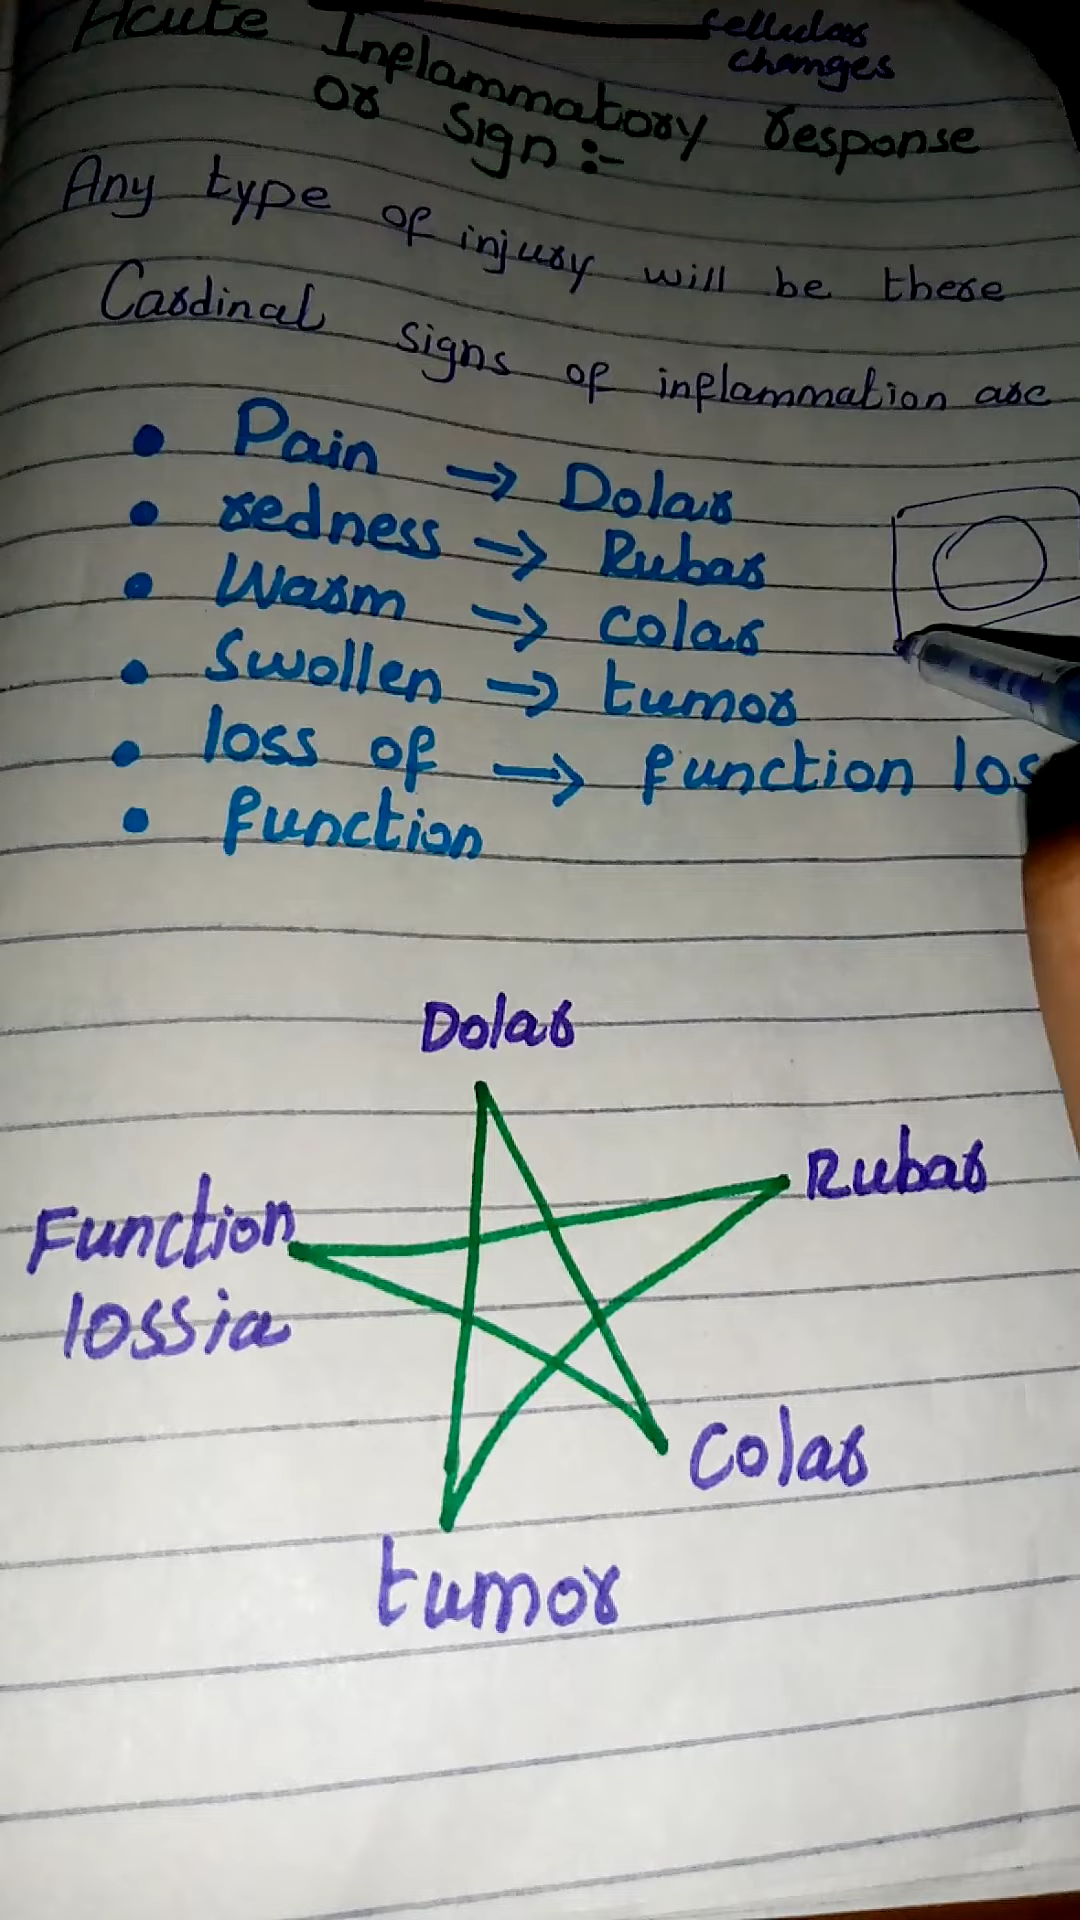 cellular
changes
Acute Inflammatory response
or Sign :-
Any type of injury will be there
Cardinal signs of inflammation are
• Pain → Dolar
• redness → Rubar
• Warm → Colar
• Swollen → tumor
• loss of → function los
• function
Dolar
Rubar
Function
lossia
Colar
tumor